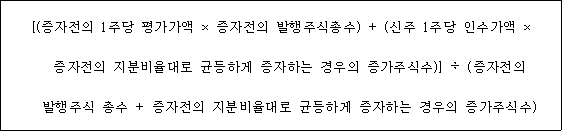 [(증자전의 1주당 평가가액 × 증자전의 발행주식총수) + (신주 1주당 인수가액 ×
증자전의 지분비율대로 균등하게 증자하는 경우의 증가주식수)] ÷ (증자전의
발행주식 총수 + 증자전의 지분비율대로 균등하게 증자하는 경우의 증가주식수)